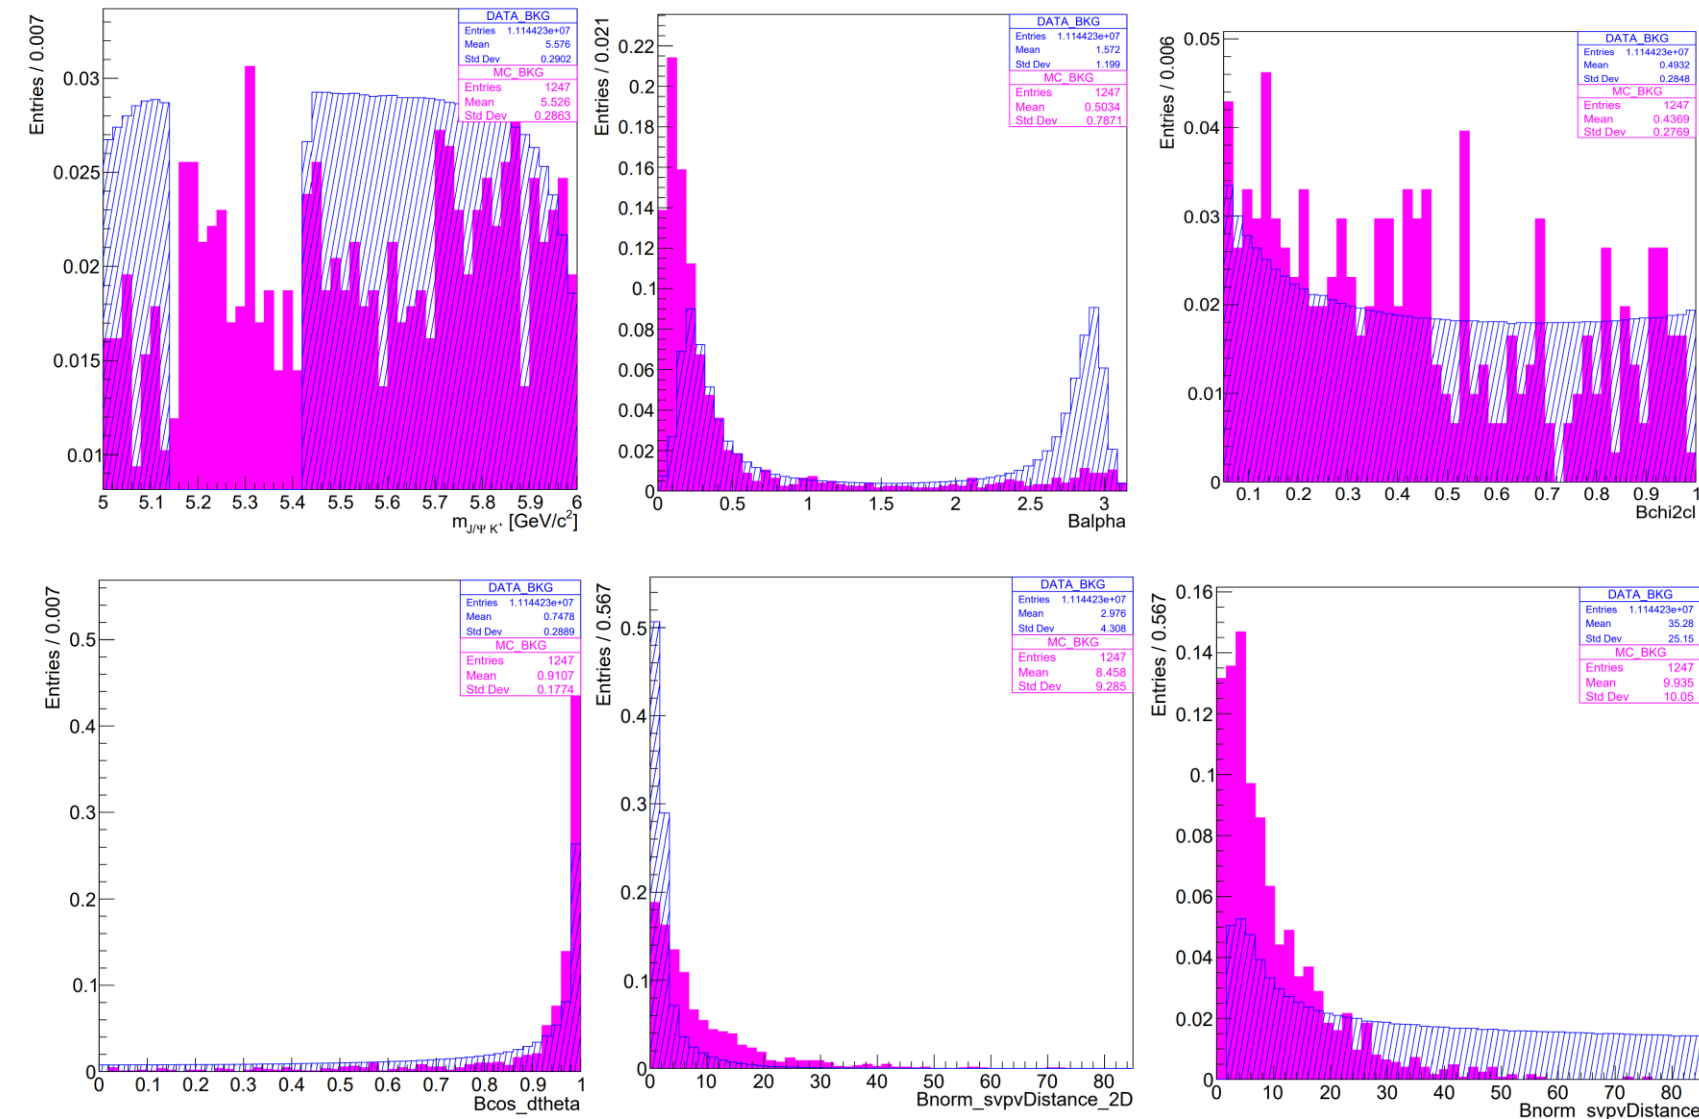 Entries / 0.007
DATA_BKG
Entries 1.114423e+07
Mean 5.576
Std Dev 0.2902
MC_BKG
Entries 1247
Mean 5.526
Std Dev 0.2863
0.03
0.025
0.02
0.015
0.01
5 5.1 5.2 5.3 5.4 5.5 5.6 5.7 5.8 5.9 6
m J/Ψ K+ [GeV/c2]
Entries / 0.021
DATA_BKG
Entries 1.114423e+07
Mean 1.572
Std Dev 1.199
MC_BKG
Entries 1247
Mean 0.5034
Std Dev 0.7871
0.22
0.2
0.18
0.16
0.14
0.12
0.1
0.08
0.06
0.04
0.02
0
0 0.5 1 1.5 2 2.5 3
Balpha
Entries / 0.006
DATA_BKG
Entries 1.114423e+07
Mean 0.4932
Std Dev 0.2848
MC_BKG
Entries 1247
Mean 0.4369
Std Dev 0.2769
0.05
0.04
0.03
0.02
0.01
0
0.1 0.2 0.3 0.4 0.5 0.6 0.7 0.8 0.9 1
Bchi2cl
Entries / 0.007
DATA_BKG
Entries 1.114423e+07
Mean 0.7478
Std Dev 0.2889
MC_BKG
Entries 1247
Mean 0.9107
Std Dev 0.1774
0.5
0.4
0.3
0.2
0.1
0
0 0.1 0.2 0.3 0.4 0.5 0.6 0.7 0.8 0.9 1
Bcos_dtheta
Entries / 0.567
DATA_BKG
Entries 1.114423e+07
Mean 2.976
Std Dev 4.308
MC_BKG
Entries 1247
Mean 8.458
Std Dev 9.285
0.5
0.4
0.3
0.2
0.1
0
0 10 20 30 40 50 60 70 80
Bnorm_svpvDistance_2D
Entries / 0.567
DATA_BKG
Entries 1.114423e+07
Mean 35.28
Std Dev 25.15
MC_BKG
Entries 1247
Mean 9.935
Std Dev 10.05
0.16
0.14
0.12
0.1
0.08
0.06
0.04
0.02
0
0 10 20 30 40 50 60 70 80
Bnorm_svpvDistance